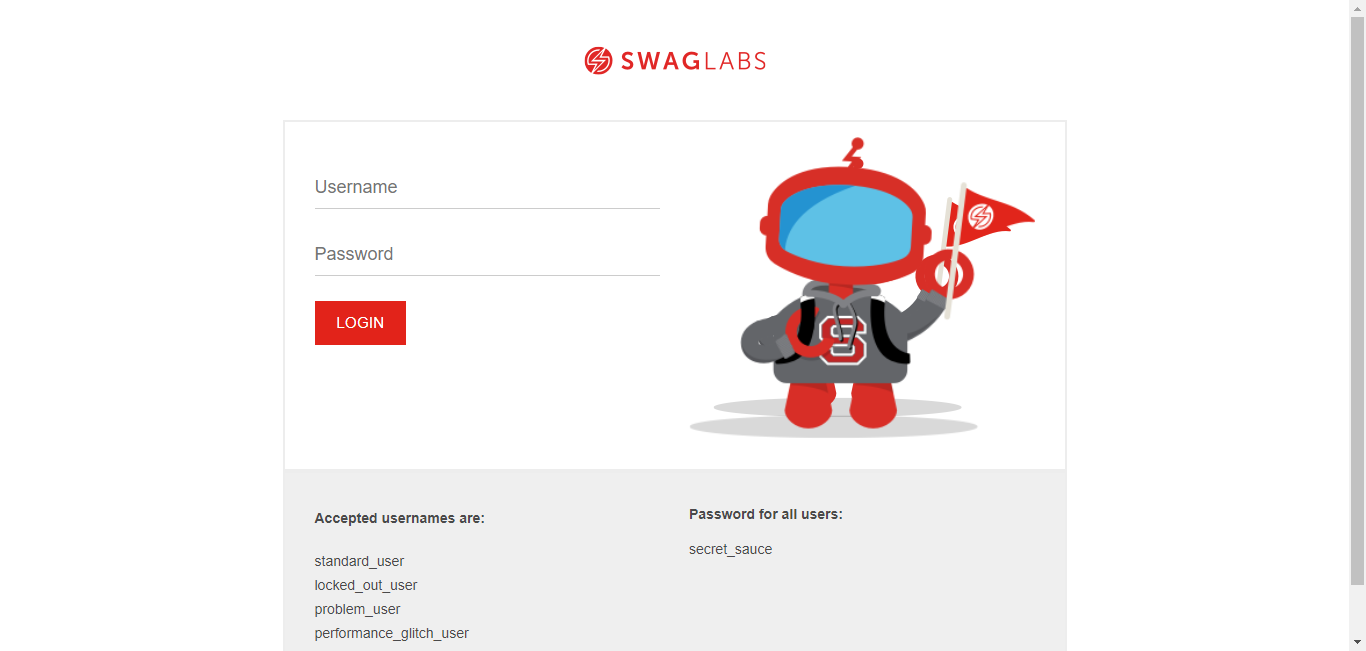 SWAGLABS
Username
Password
LOGIN
S
Accepted usernames are:
standard_user
locked_out_user
problem_user
performance_glitch_user
Password for all users:
secret_sauce